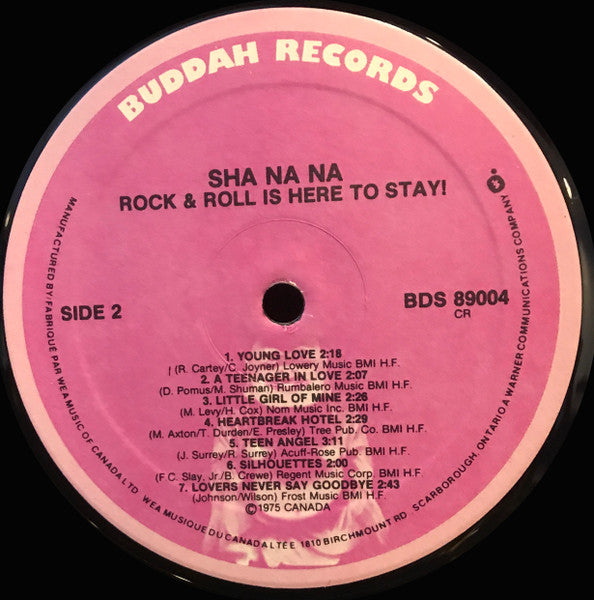 BUDDAH RECORDS
SHA NA NA
ROCK & ROLL IS HERE TO STAY!
SIDE 2
BDS 89004
CR
1. YOUNG LOVE 2:18
(R. Cartey/C. Joyner) Lowery Music BMI H.F.
2. A TEENAGER IN LOVE 2:07
(D. Pomus/M. Shuman) Rumbalero Music BMI H.F.
3. LITTLE GIRL OF MINE 2:26
(M. Levy/H. Cox) Nom Music Inc. BMI H.F.
4. HEARTBREAK HOTEL 2:29
(M. Axton/T. Durden/E. Presley) Tree Pub. Co. BMI H.F.
5. TEEN ANGEL 3:11
(J. Surrey/R. Surrey) Acuff-Rose Pub. BMI H.F.
6. SILHOUETTES 2:00
(F C. Slay, Jr./B. Crewe) Regent Music Corp. BMI H.F.
7. LOVERS NEVER SAY GOODBYE 2:43
(Johnson/Wilson) Frost Music BMI H.F.
©1975 CANADA
MANUFACTURED BY/FABRIQUÉ PAR WEA MUSIC OF CANADA LTD. WEA MUSIQUE DU CANADA LTÉE 1810 BIRCHMOUNT RD SCARBOROUGH, ONTARIO A WARNER COMMUNICATIONS COMPANY